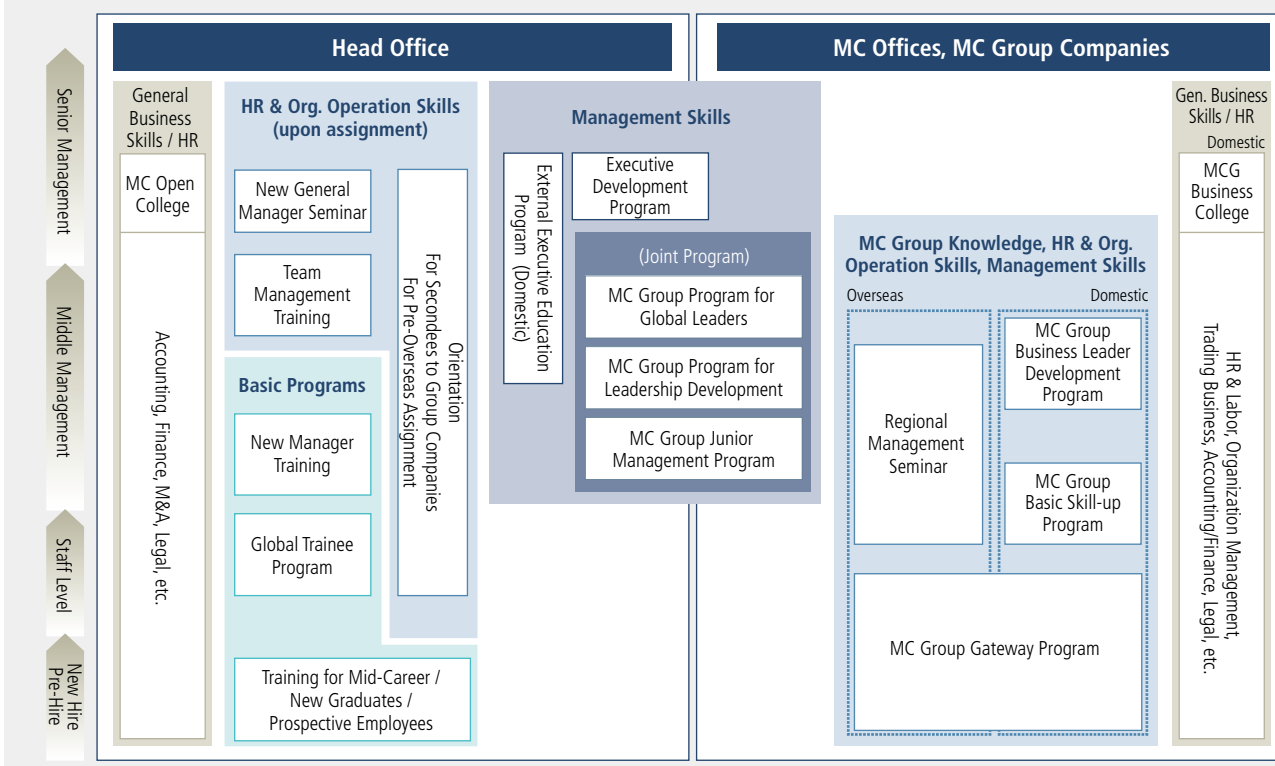 Head Office
MC Offices, MC Group Companies
Senior Management
Middle Management
Staff Level
New Hire
Pre-Hire
General
Business
Skills / HR
MC Open
College
Accounting, Finance, M&A, Legal, etc.
HR & Org. Operation Skills
(upon assignment)
New General
Manager Seminar
Team
Management
Training
Orientation
For Secondees to Group Companies
For Pre-Overseas Assignment
Basic Programs
New Manager
Training
Global Trainee
Program
Training for Mid-Career /
New Graduates /
Prospective Employees
Management Skills
External Executive Education
Program (Domestic)
Executive
Development
Program
(Joint Program)
MC Group Program for
Global Leaders
MC Group Program for
Leadership Development
MC Group Junior
Management Program
MC Group Knowledge, HR & Org.
Operation Skills, Management Skills
Overseas
Domestic
Regional
Management
Seminar
MC Group
Business Leader
Development
Program
MC Group
Basic Skill-up
Program
MC Group Gateway Program
Gen. Business
Skills / HR
Domestic
MCG
Business
College
HR & Labor, Organization Management,
Trading Business, Accounting/Finance, Legal, etc.